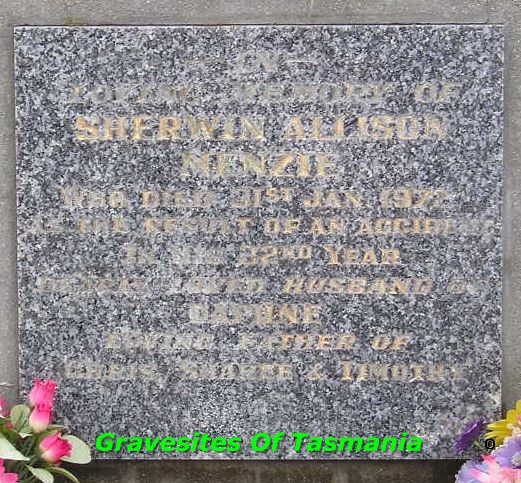 IN
LOVING MEMORY OF
SHERWIN ALLISON
MENZIE
WHO DIED 31ST JAN. 1977
AS THE RESULT OF AN ACCIDENT
IN HIS 32ND YEAR
DEARLY LOVED HUSBAND OF
DAPHNE
LOVING FATHER OF
CHRIS, & TIMOTHY
Gravesites Of Tasmania